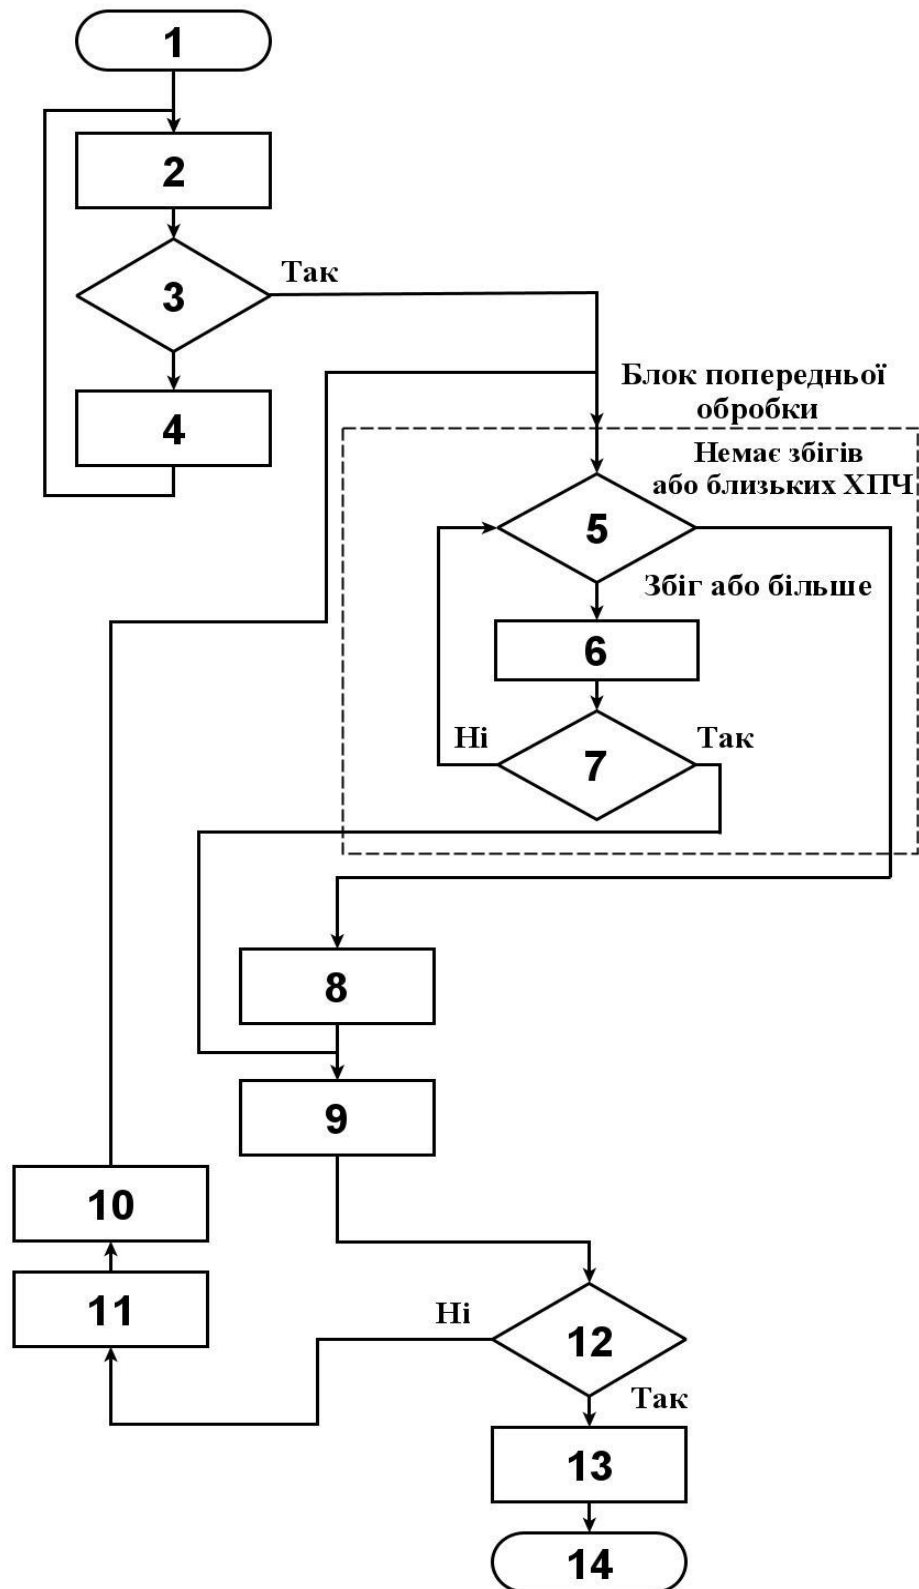 1
2
3
Так
4
Блок попередньої
обробки
Немає збігів
або близьких ХПЧ
5
Збіг або більше
6
Ні
Так
7
8
9
10
11
Ні
12
Так
13
14